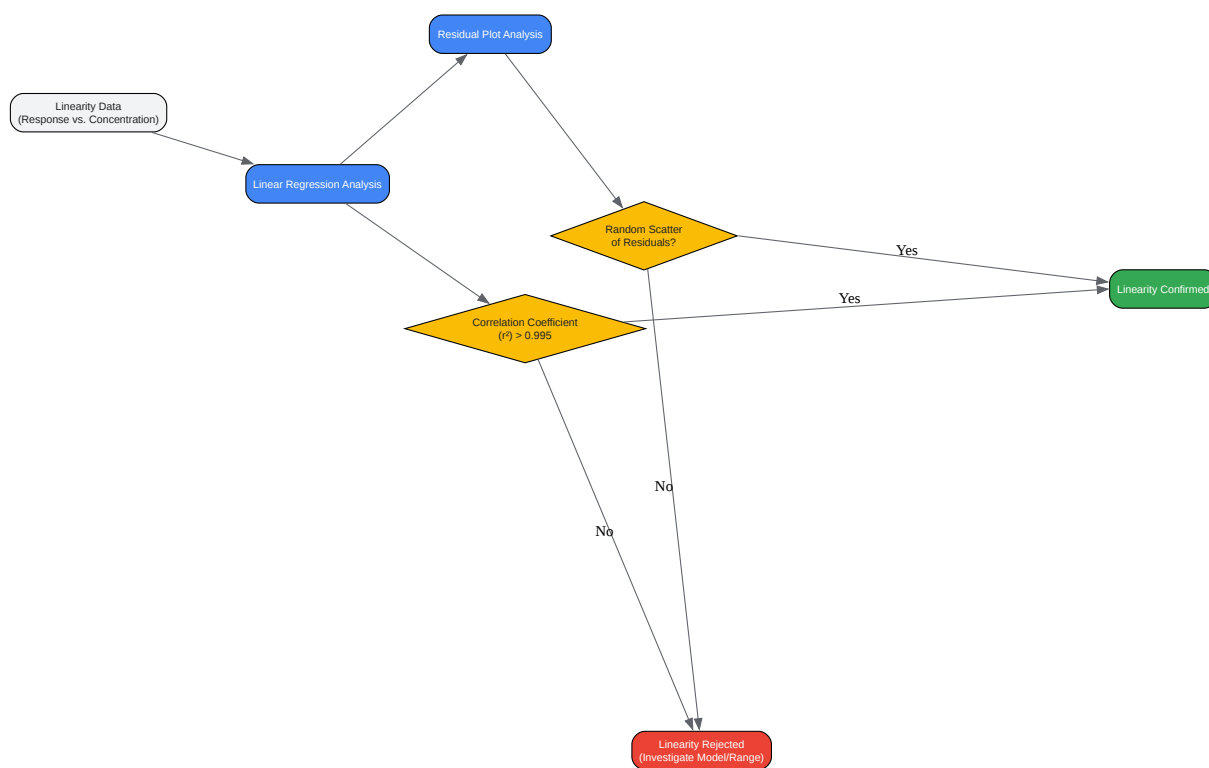 Residual Plot Analysis
Linearity Data
(Response vs. Concentration)
Linear Regression Analysis
Random Scatter
of Residuals?
Yes
Linearity Confirmed
Yes
Correlation Coefficient
(r²) > 0.995
No
No
Linearity Rejected
(Investigate Model/Range)